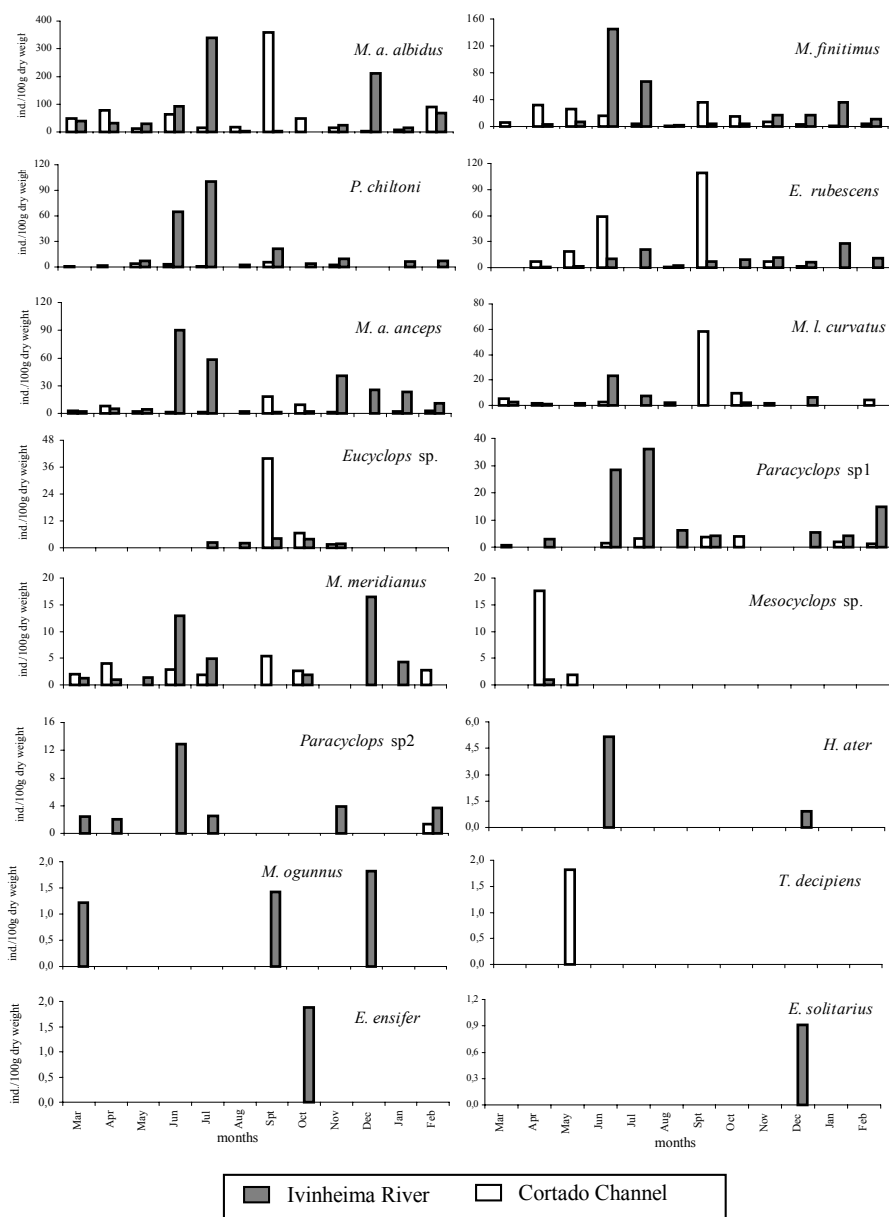 ind./100g dry weight
400
300
200
100
0
M. a. albidus
160
120
80
40
0
M. finitimus
ind./100g dry weight
120
90
60
30
0
P. chiltoni
120
90
60
30
0
E. rubescens
ind./100g dry weight
120
90
60
30
0
M. a. anceps
80
60
40
20
0
M. l. curvatus
ind./100g dry weight
48
36
24
12
0
Eucyclops sp.
40
30
20
10
0
Paracyclops sp1
ind./100g dry weight
20
15
10
5
0
M. meridianus
20
15
10
5
0
Mesocyclops sp.
ind./100g dry weight
16
12
8
4
0
Paracyclops sp2
6,0
4,5
3,0
1,5
0,0
H. ater
ind./100g dry weight
2,0
1,5
1,0
0,5
0,0
M. ogunnus
2,0
1,5
1,0
0,5
0,0
T. decipiens
ind./100g dry weight
2,0
1,5
1,0
0,5
0,0
E. ensifer
1,2
0,9
0,6
0,3
0,0
E. solitarius
Mar Apr May Jun Jul Aug Spt Oct Nov Dec Jan Feb
months
Mar Apr May Jun Jul Aug Spt Oct Nov Dec Jan Feb
months
Ivinheima River Cortado Channel